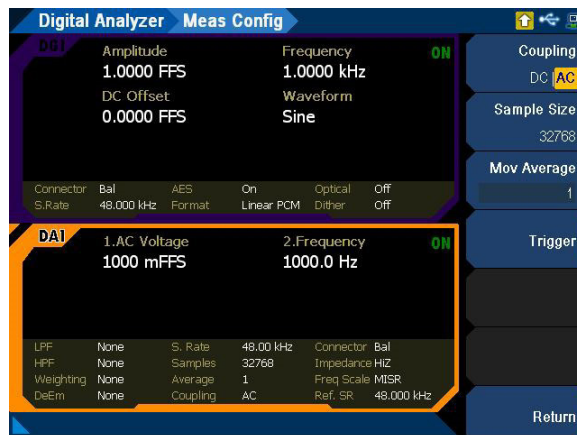 Digital Analyzer Meas Config
DG1
Amplitude Frequency ON
1.0000 FFS 1.0000 kHz
DC Offset Waveform
0.0000 FFS Sine
Connector Bal AES On Optical Off
S.Rate 48.000 kHz Format Linear PCM Dither Off
DA1 1.AC Voltage 2.Frequency ON
1000 mFFS 1000.0 Hz
LPF None S. Rate 48.00 kHz Connector Bal
HPF None Samples 32768 Impedance HiZ
Weighting None Average 1 Freq Scale MISR
DeEm None Coupling AC Ref. SR 48.000 kHz
Coupling
DC AC
Sample Size
32768
Mov Average
1
Trigger
Return